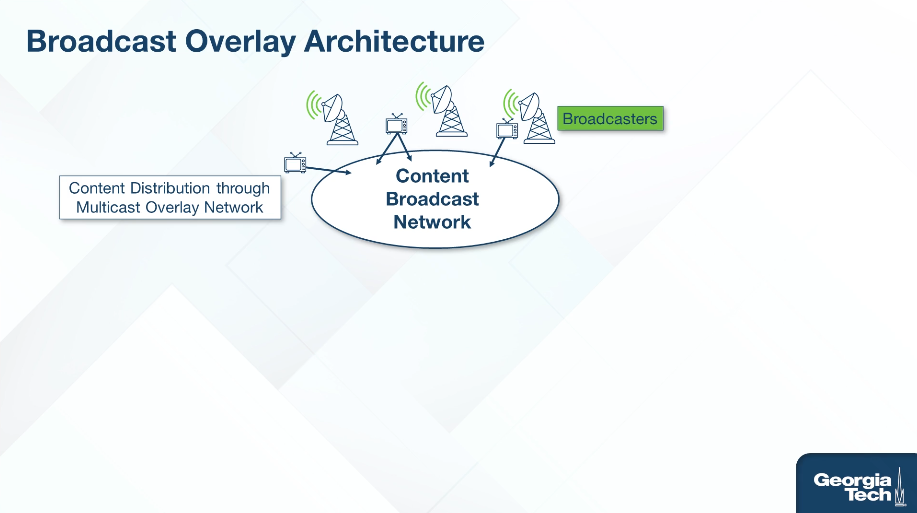 Broadcast Overlay Architecture
Broadcasters
Content Distribution through
Multicast Overlay Network
Content
Broadcast
Network
Georgia
Tech